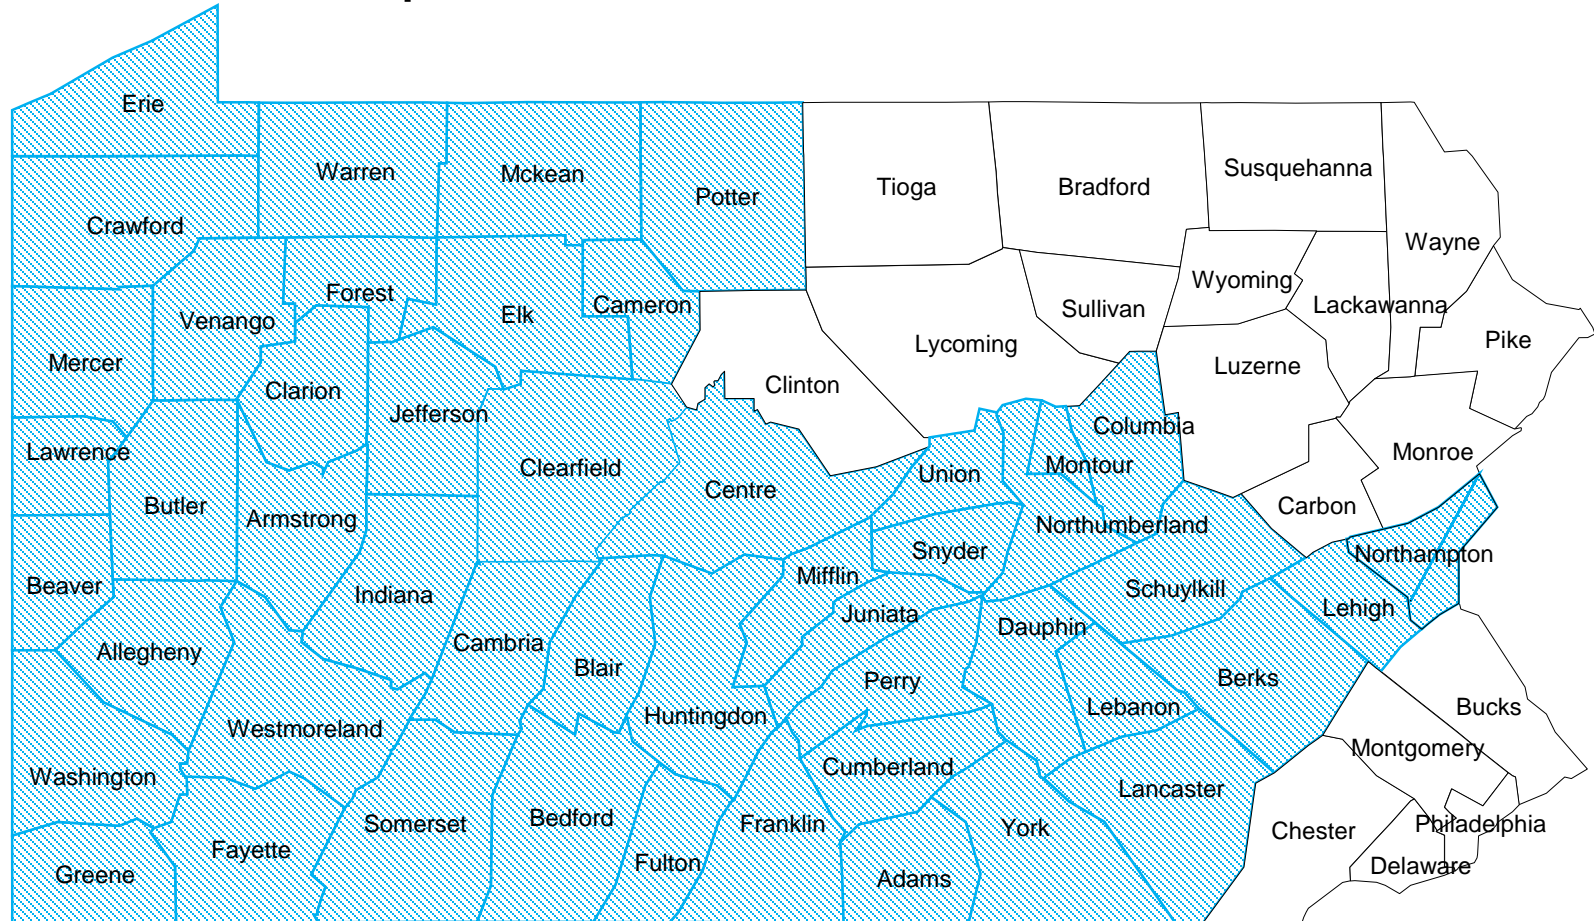 Erie
Warren
Mckean
Potter
Tioga
Bradford
Susquehanna
Crawford
Wayne
Forest
Venango
Elk
Cameron
Wyoming
Sullivan
Lackawanna
Mercer
Lycoming
Pike
Luzerne
Clarion
Clinton
Jefferson
Columbia
Lawrence
Clearfield
Union
Montour
Monroe
Centre
Butler
Armstrong
Carbon
Northumberland
Snyder
Northampton
Beaver
Indiana
Mifflin
Juniata
Schuylkill
Lehigh
Dauphin
Cambria
Allegheny
Blair
Perry
Berks
Lebanon
Bucks
Huntingdon
Westmoreland
Montgomery
Washington
Cumberland
Lancaster
Somerset
Bedford
Franklin
York
Chester
Philadelphia
Fayette
Fulton
Delaware
Greene
Adams